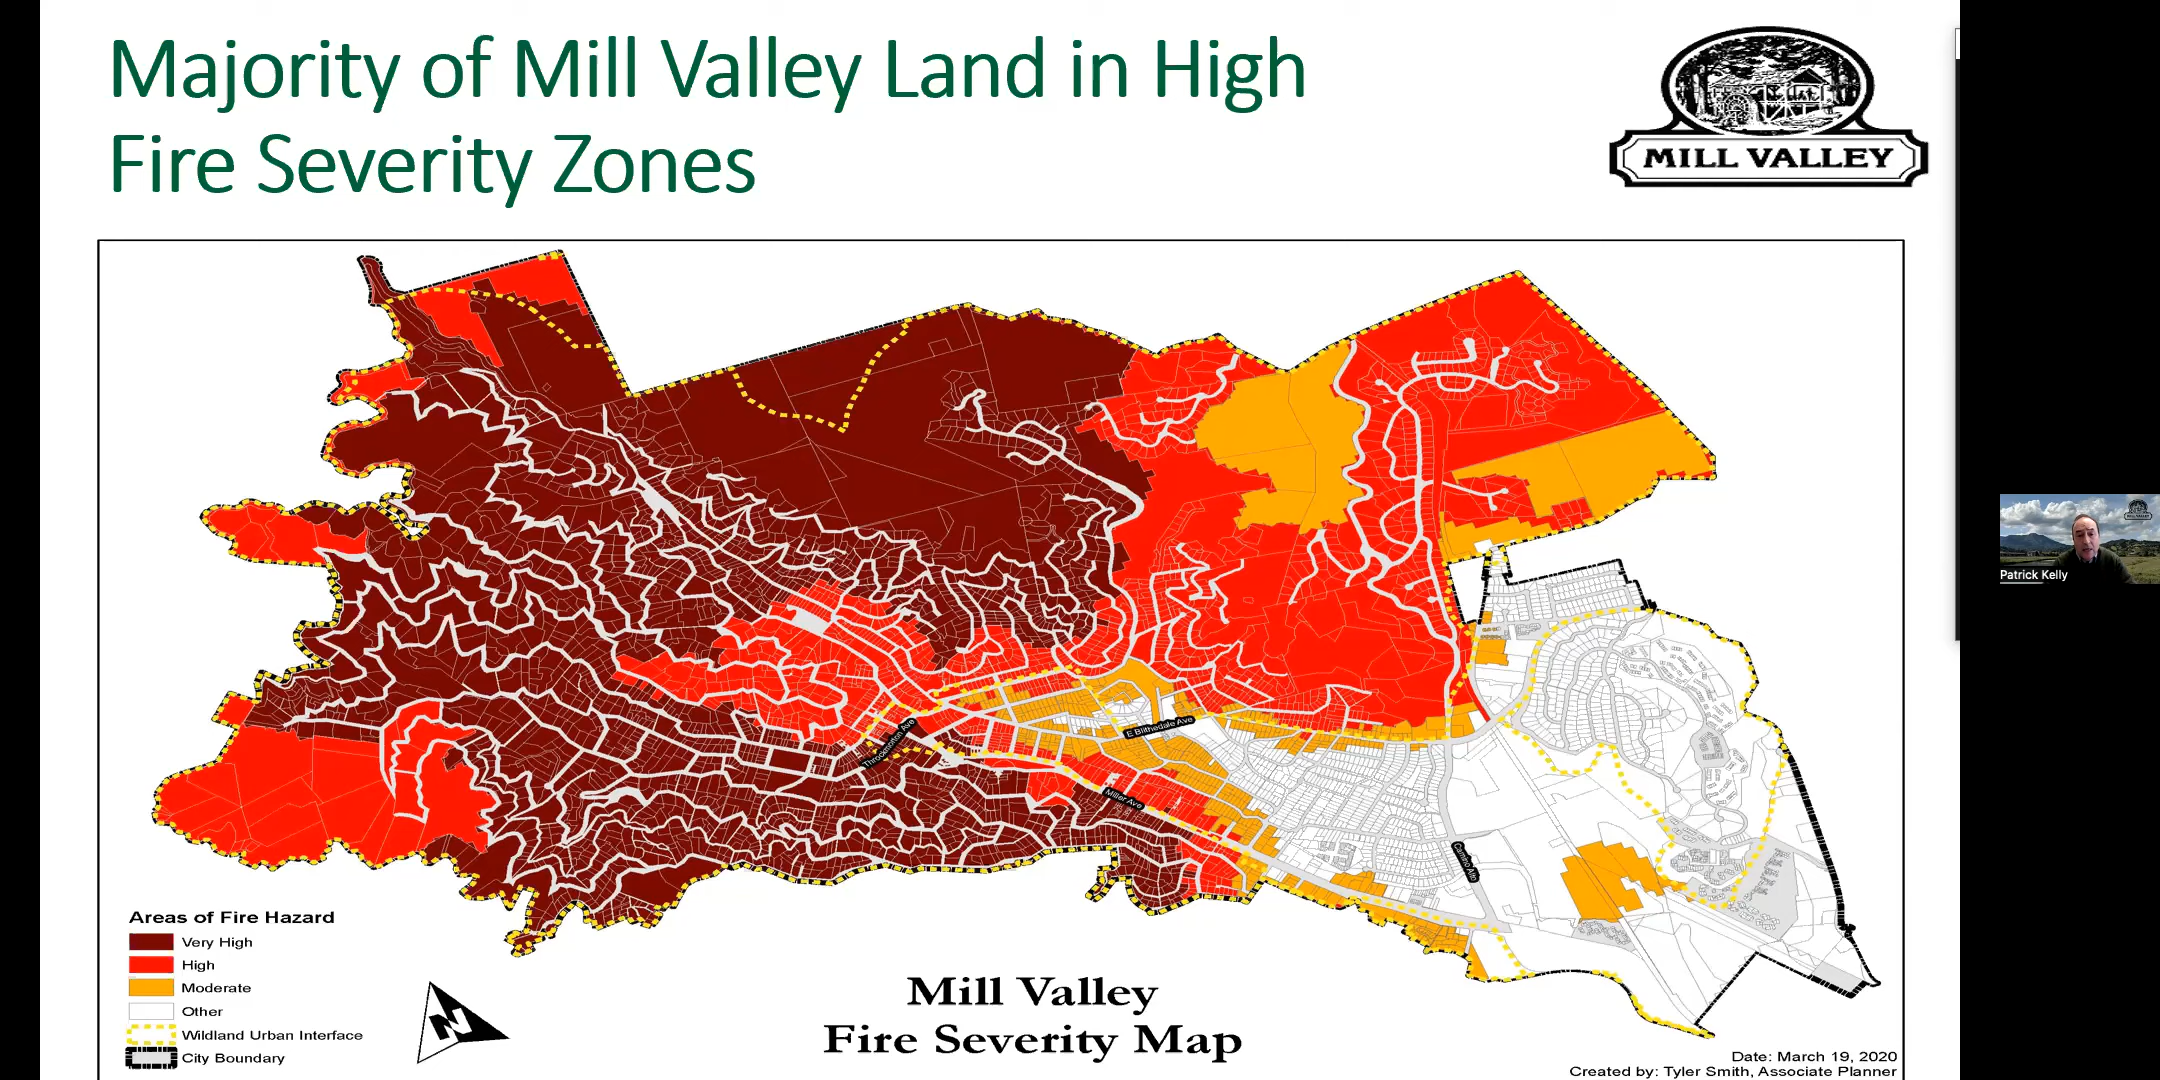 Majority of Mill Valley Land in High
Fire Severity Zones
MILL VALLEY
Throckmorton Ave
E Blithedale Ave
Miller Ave
Camino Alto
Areas of Fire Hazard
Very High
High
Moderate
Other
Wildland Urban Interface
City Boundary
N
Mill Valley
Fire Severity Map
Date: March 19, 2020
Created by: Tyler Smith, Associate Planner
Patrick Kelly